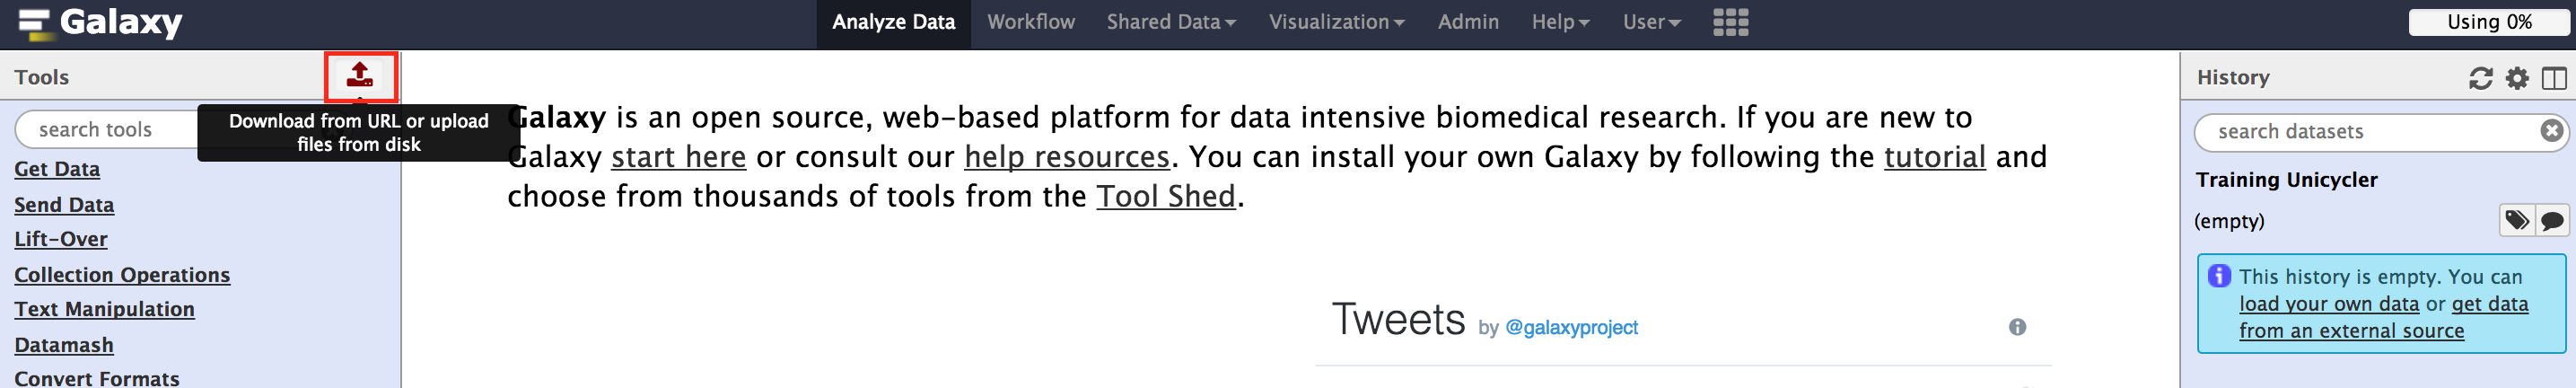 Galaxy
Analyze Data Workflow Shared Data Visualization Admin Help User
Using 0%
Tools
search tools
Download from URL or upload
files from disk
Get Data
Send Data
Lift-Over
Collection Operations
Text Manipulation
Datamash
Convert Formats
Galaxy is an open source, web-based platform for data intensive biomedical research. If you are new to
Galaxy start here or consult our help resources. You can install your own Galaxy by following the tutorial and
choose from thousands of tools from the Tool Shed.
Tweets by @galaxyproject
History
search datasets
Training Unicycler
(empty)
This history is empty. You can
load your own data or get data
from an external source